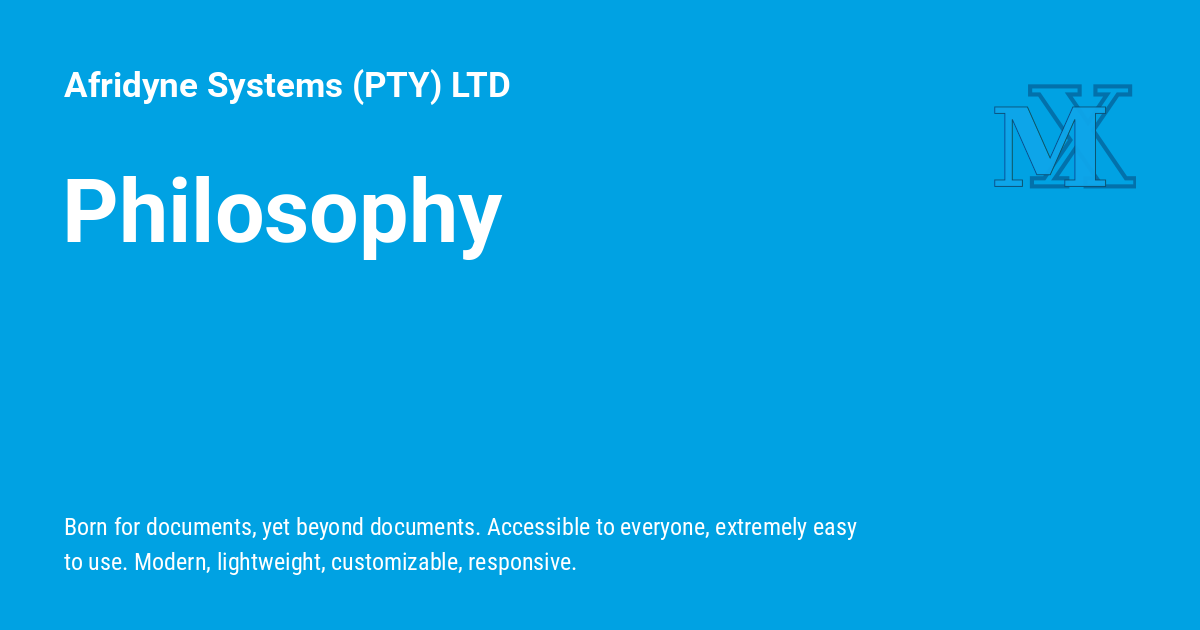 Afridyne Systems (PTY) LTD
MX
Philosophy
Born for documents, yet beyond documents. Accessible to everyone, extremely easy
to use. Modern, lightweight, customizable, responsive.